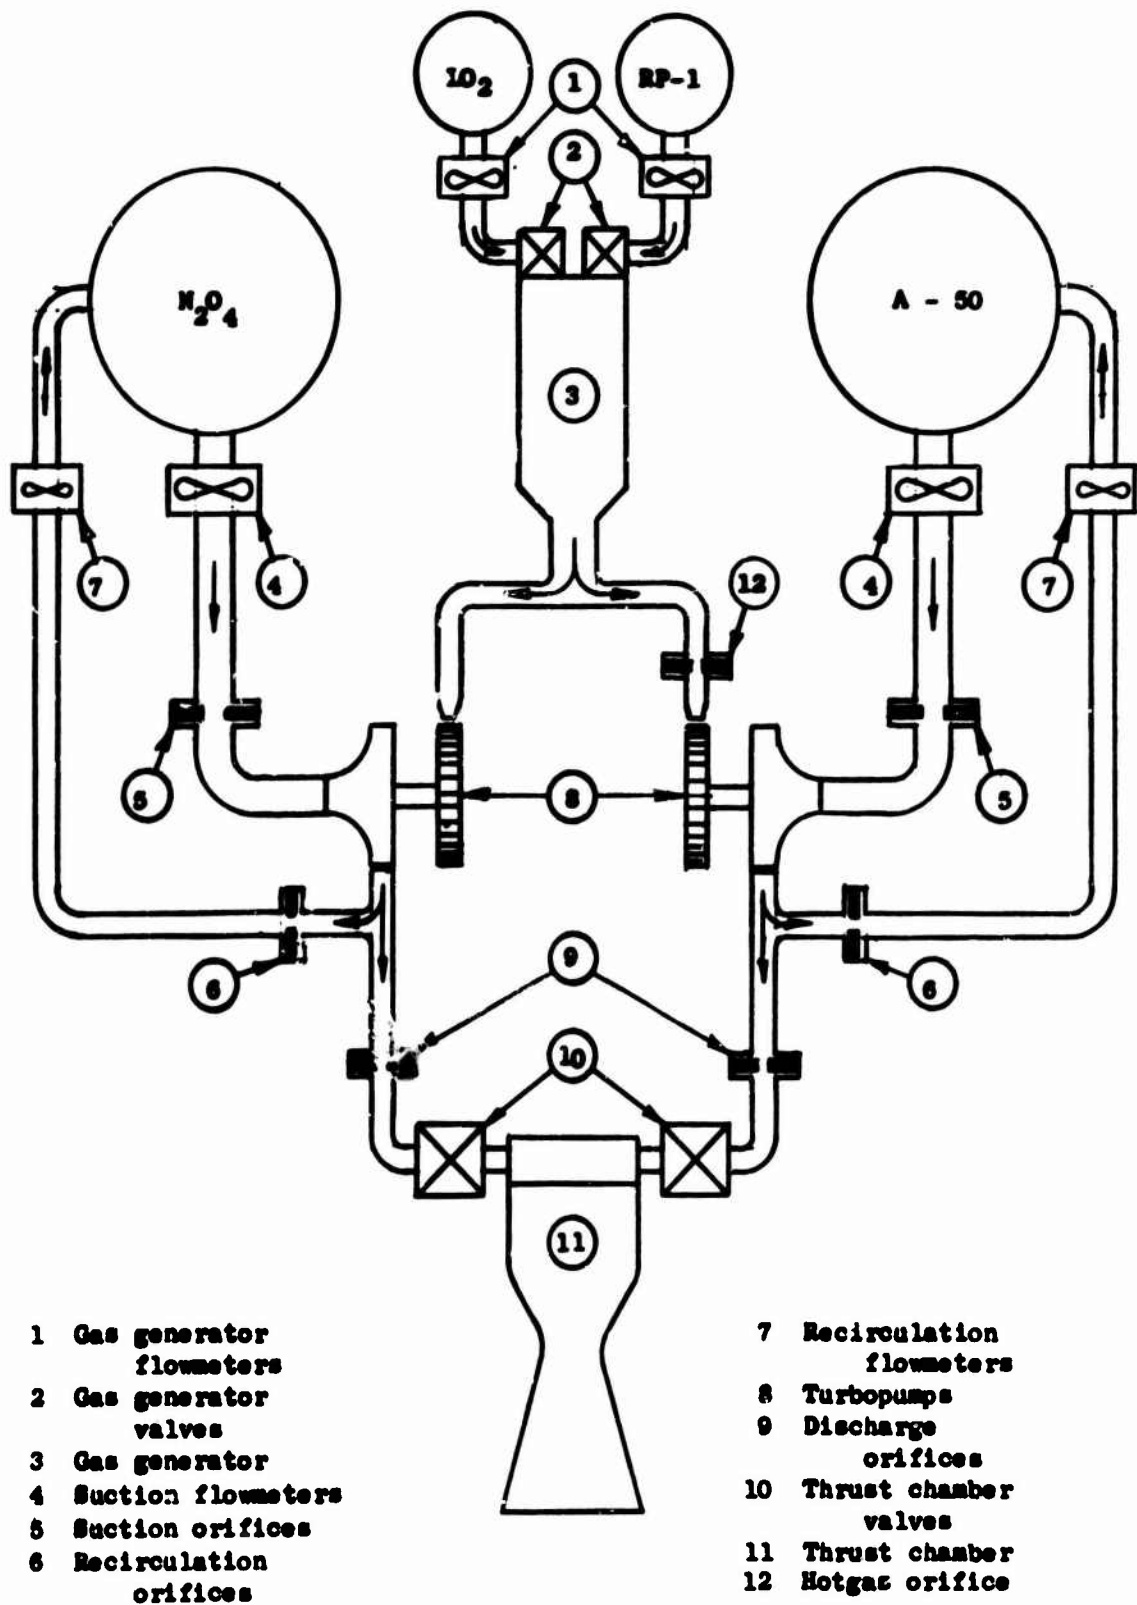 LO2
1
RP-1
2
N2O4
A - 50
3
7
4
12
4
7
5
8
5
6
9
6
10
11
1 Gas generator
flowmeters
2 Gas generator
valves
3 Gas generator
4 Suction flowmeters
5 Suction orifices
6 Recirculation
orifices
7 Recirculation
flowmeters
8 Turbopumps
9 Discharge
orifices
10 Thrust chamber
valves
11 Thrust chamber
12 Hotgas orifice